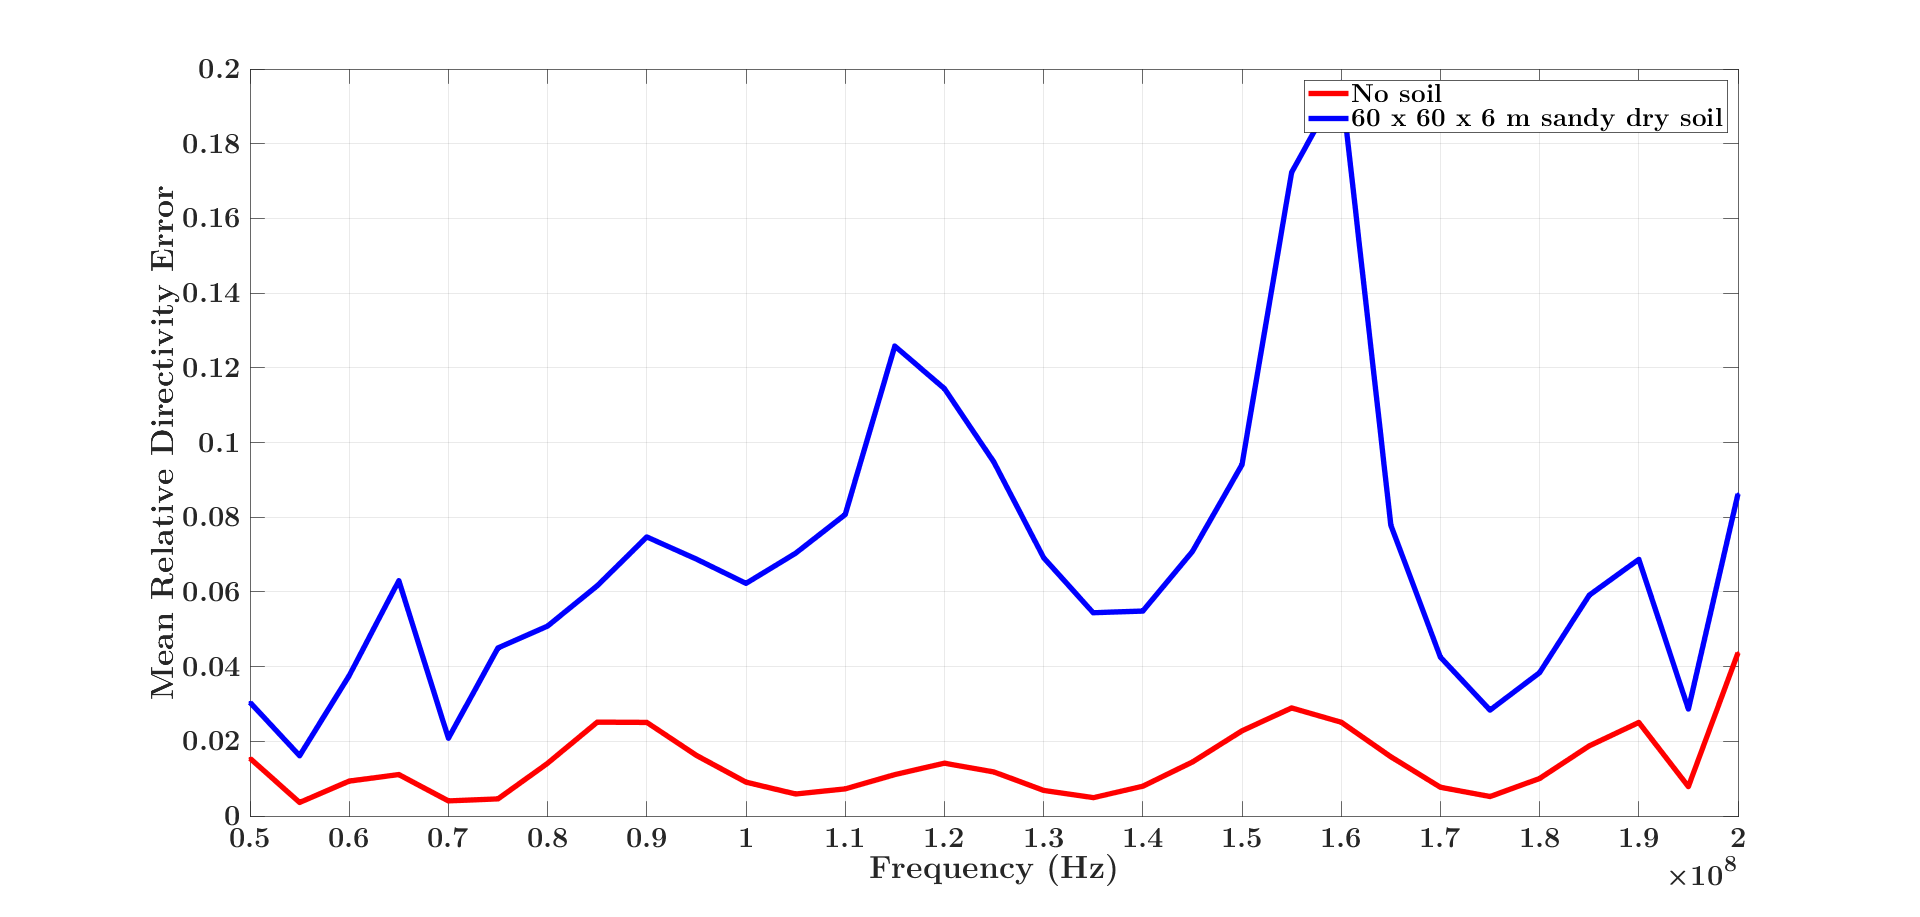 0.2
0.18
0.16
0.14
0.12
0.1
0.08
0.06
0.04
0.02
0
Mean Relative Directivity Error
No soil
60 x 60 x 6 m sandy dry soil
0.5 0.6 0.7 0.8 0.9 1 1.1 1.2 1.3 1.4 1.5 1.6 1.7 1.8 1.9 2
Frequency (Hz)
×10⁸